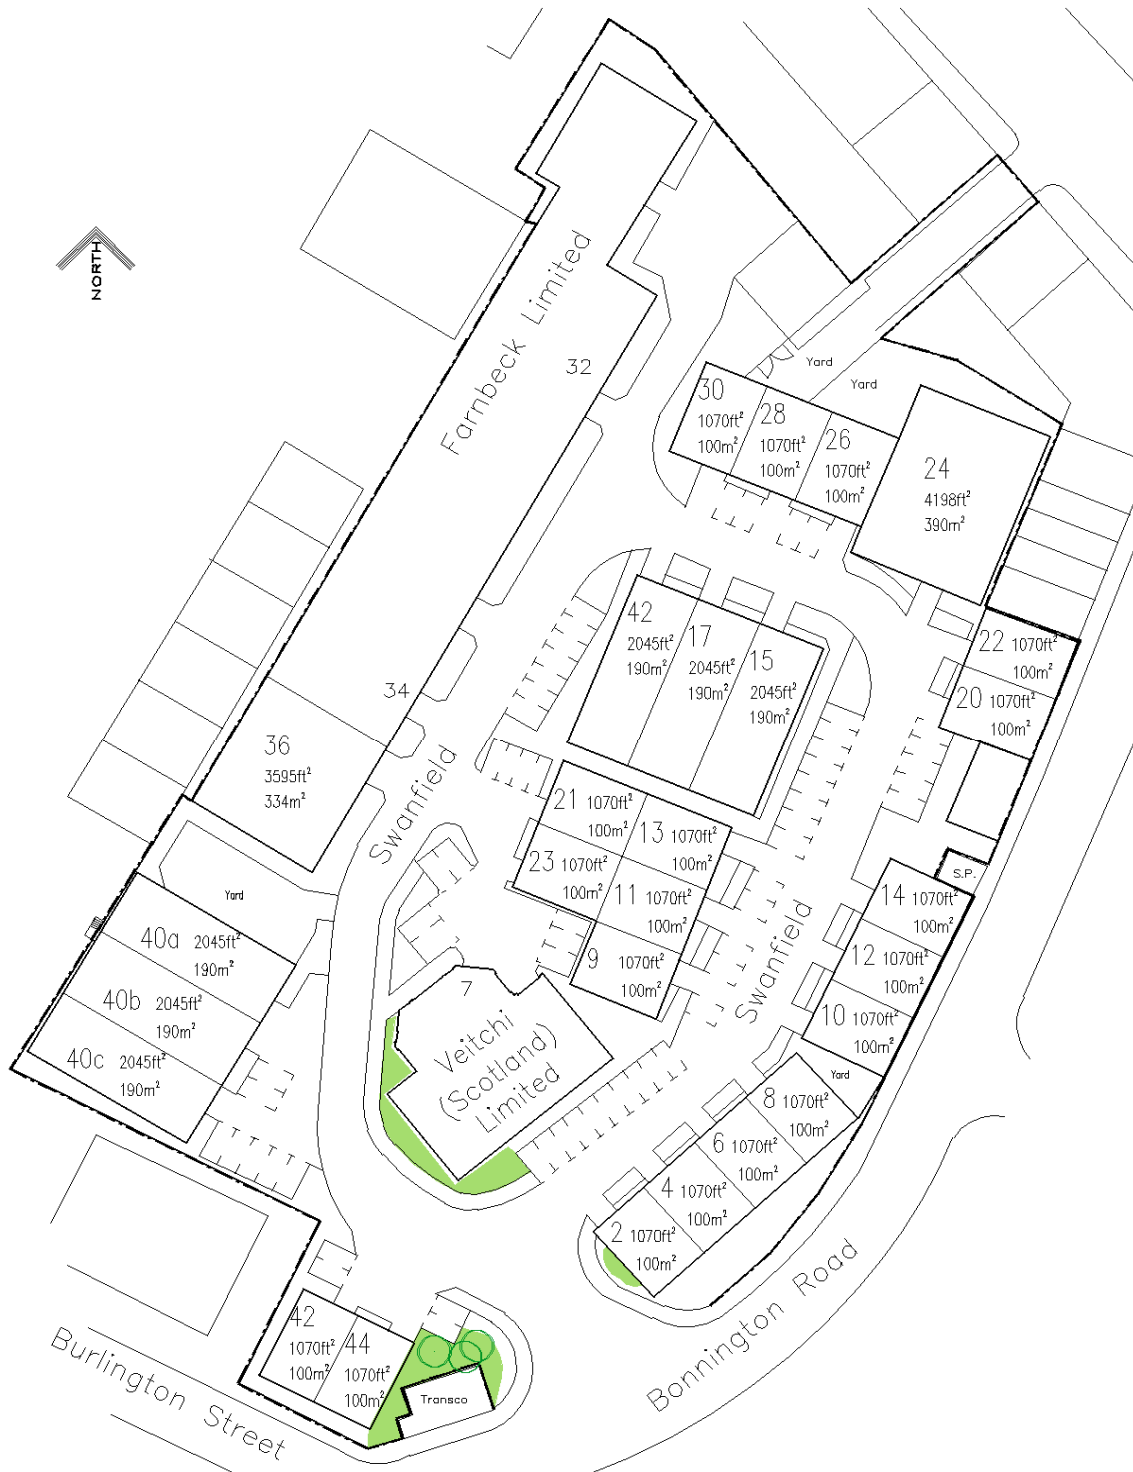 NORTH
Farnbeck Limited
32
Yard
Yard
30
1070ft²
100m²
28
1070ft²
100m²
26
1070ft²
100m²
24
4198ft²
390m²
42
2045ft²
190m²
17
2045ft²
190m²
15
2045ft²
190m²
22 1070ft²
100m²
20 1070ft²
100m²
34
36
3595ft²
334m²
Swanfield
21 1070ft²
100m²
13 1070ft²
100m²
23 1070ft²
100m²
11 1070ft²
100m²
9 1070ft²
100m²
S.P.
14 1070ft²
100m²
12 1070ft²
100m²
10 1070ft²
100m²
Swanfield
Yard
40a 2045ft²
190m²
40b 2045ft²
190m²
40c 2045ft²
190m²
7
Veitchi
(Scotland)
Limited
Yard
8 1070ft²
100m²
6 1070ft²
100m²
4 1070ft²
100m²
2 1070ft²
100m²
42
1070ft²
100m²
44
1070ft²
100m²
Transco
Burlington Street
Bonnington Road